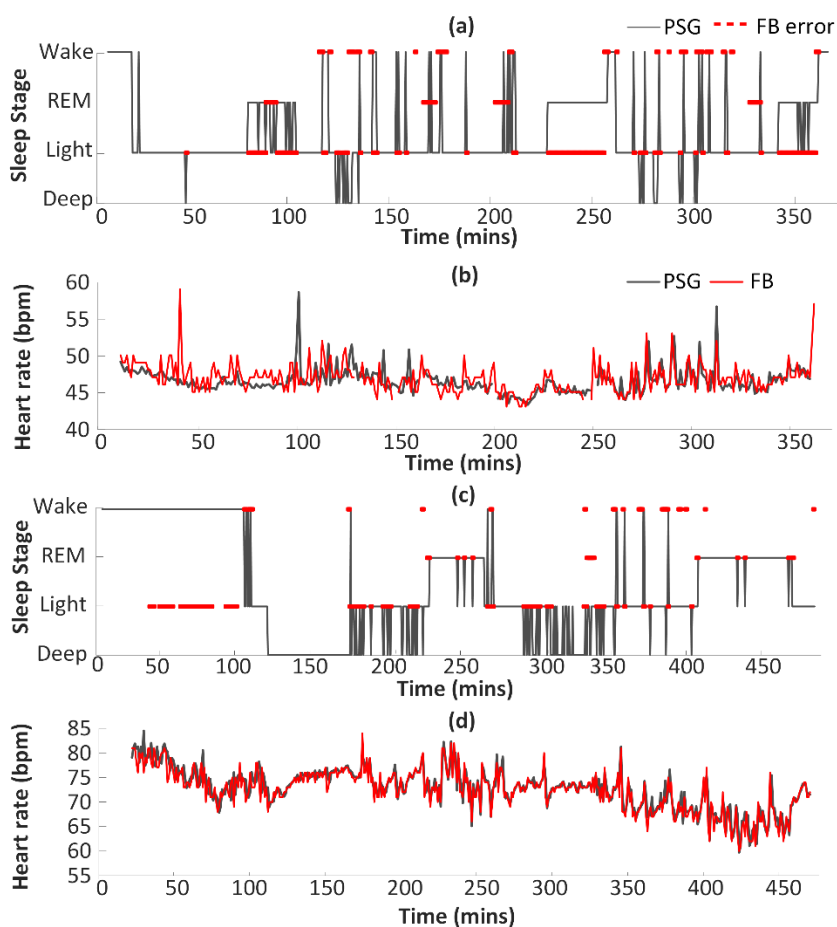 (a)
PSG FB error
Sleep Stage
Wake
REM
Light
Deep
0 50 100 150 200 250 300 350
Time (mins)
(b)
PSG FB
Heart rate (bpm)
60
55
50
45
40
0 50 100 150 200 250 300 350
Time (mins)
(c)
Sleep Stage
Wake
REM
Light
Deep
0 50 100 150 200 250 300 350 400 450
Time (mins)
(d)
Heart rate (bpm)
85
80
75
70
65
60
55
0 50 100 150 200 250 300 350 400 450
Time (mins)